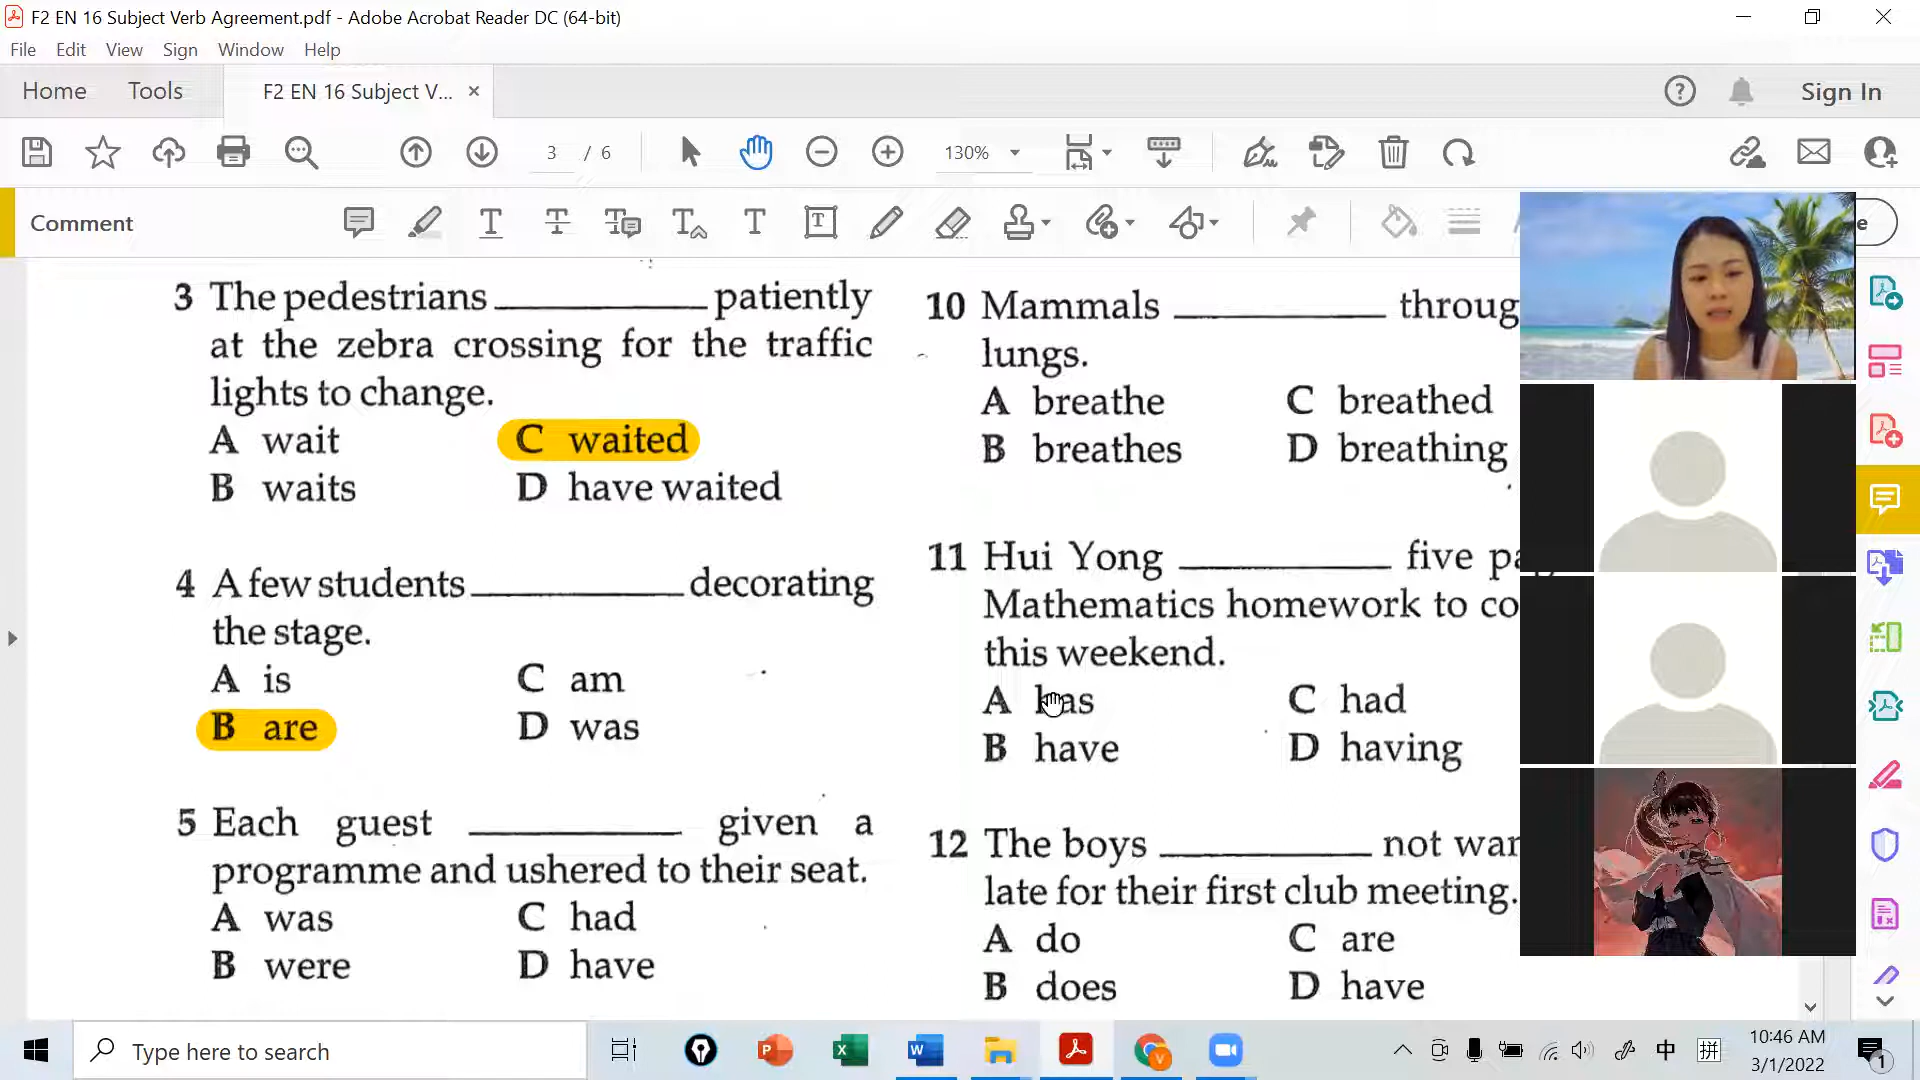 F2 EN 16 Subject Verb Agreement.pdf - Adobe Acrobat Reader DC (64-bit)
File Edit View Sign Window Help
Home Tools F2 EN 16 Subject V... × Sign In
3 / 6 130%
Comment
3 The pedestrians __________ patiently
at the zebra crossing for the traffic
lights to change.
A wait C waited
B waits D have waited
4 A few students __________ decorating
the stage.
A is C am
B are D was
5 Each guest __________ given a
programme and ushered to their seat.
A was C had
B were D have
10 Mammals __________ throug
lungs.
A breathe C breathed
B breathes D breathing
11 Hui Yong __________ five pa
Mathematics homework to co
this weekend.
A has C had
B have D having
12 The boys __________ not wan
late for their first club meeting.
A do C are
B does D have
Type here to search
中 拼 10:46 AM
3/1/2022
1